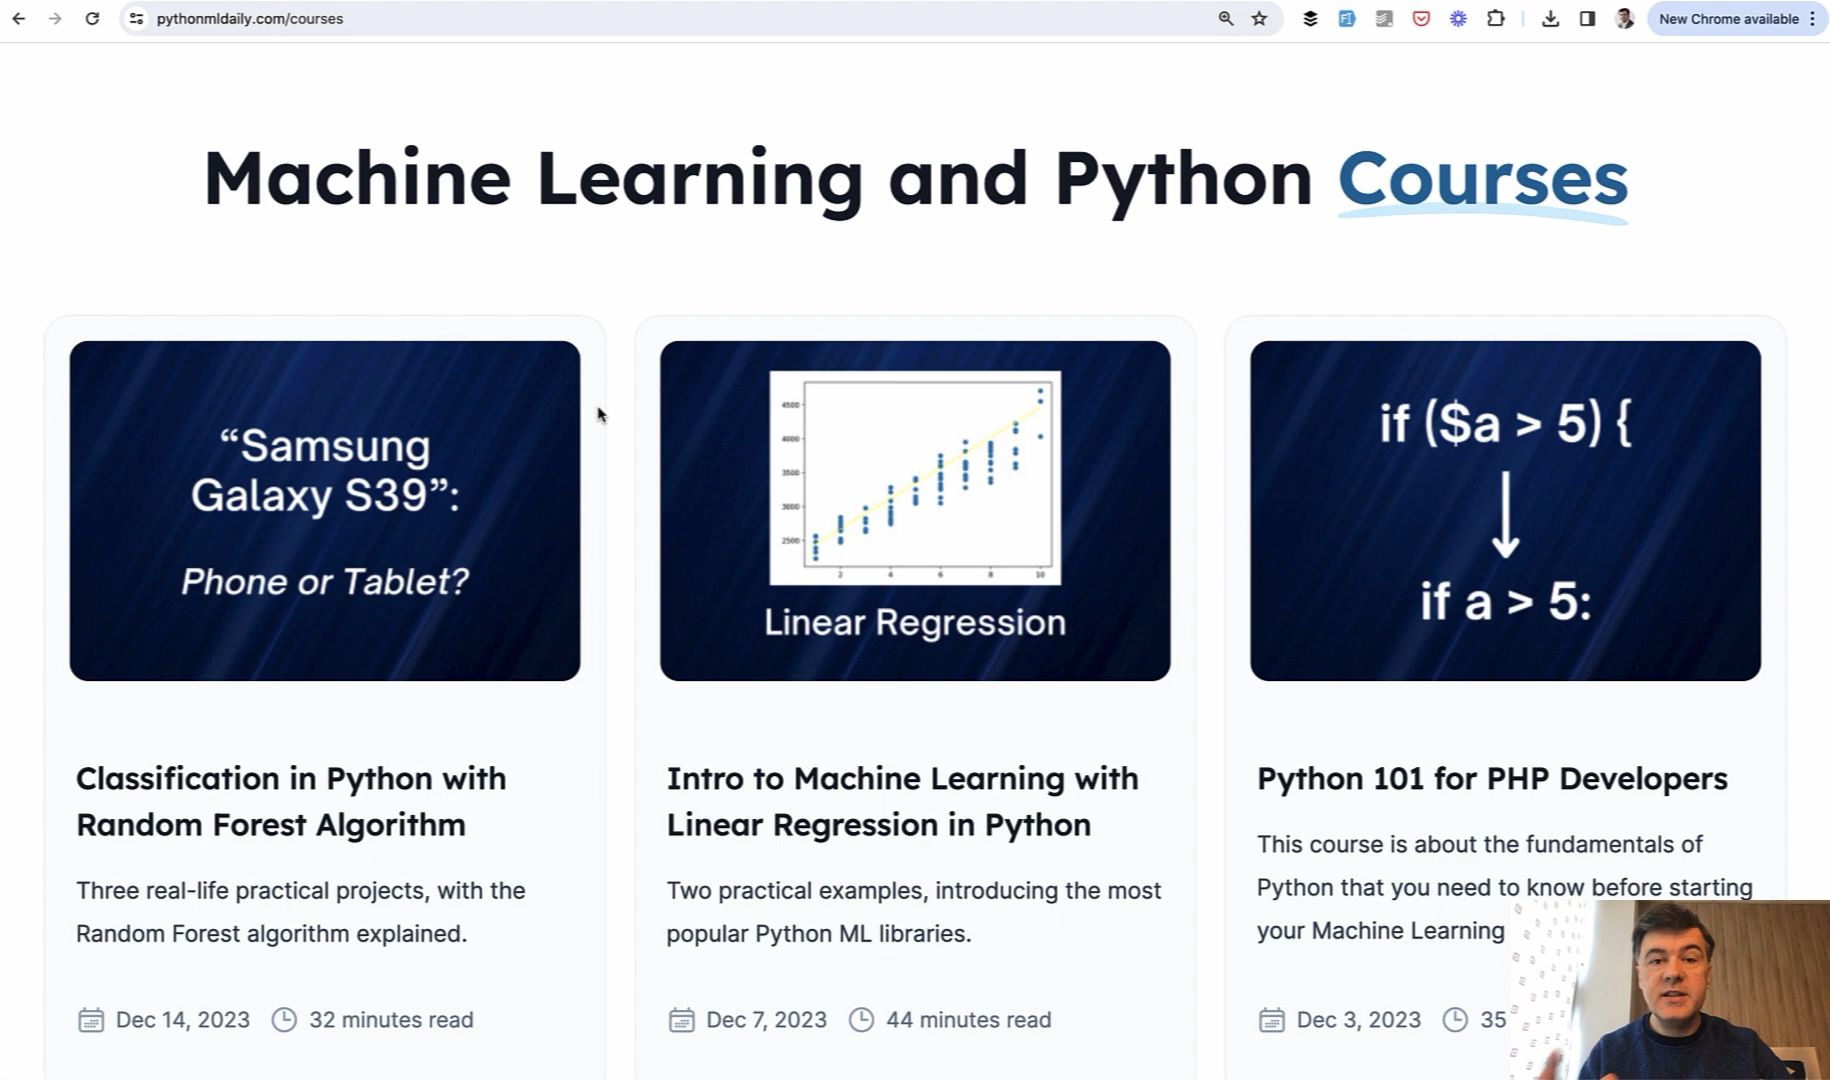 pythonmldaily.com/courses
New Chrome available
Machine Learning and Python Courses
“Samsung
Galaxy S39”:
Phone or Tablet?
4500
4000
3500
3000
2500
2 4 6 8 10
Linear Regression
if ($a > 5) {
if a > 5:
Classification in Python with
Random Forest Algorithm
Three real-life practical projects, with the
Random Forest algorithm explained.
Dec 14, 2023 32 minutes read
Intro to Machine Learning with
Linear Regression in Python
Two practical examples, introducing the most
popular Python ML libraries.
Dec 7, 2023 44 minutes read
Python 101 for PHP Developers
This course is about the fundamentals of
Python that you need to know before starting
your Machine Learning
Dec 3, 2023 35